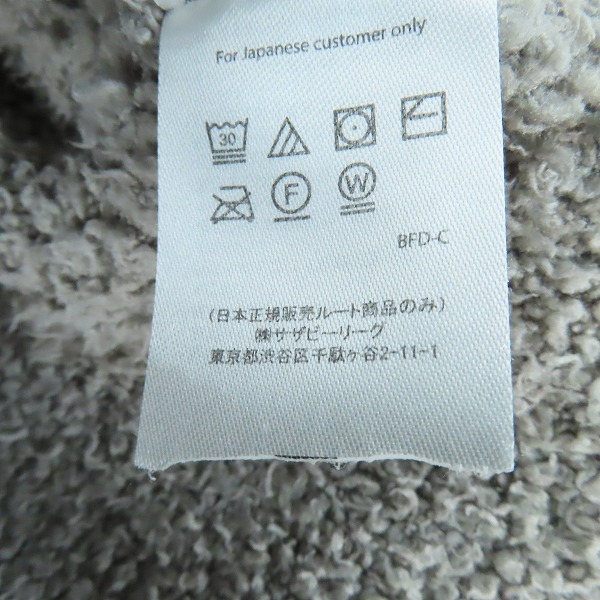 For Japanese customer only
30
F W
BFD-C
(日本正規販売ルート商品のみ)
㈱サザビーリーグ
東京都渋谷区千駄ヶ谷2-11-1